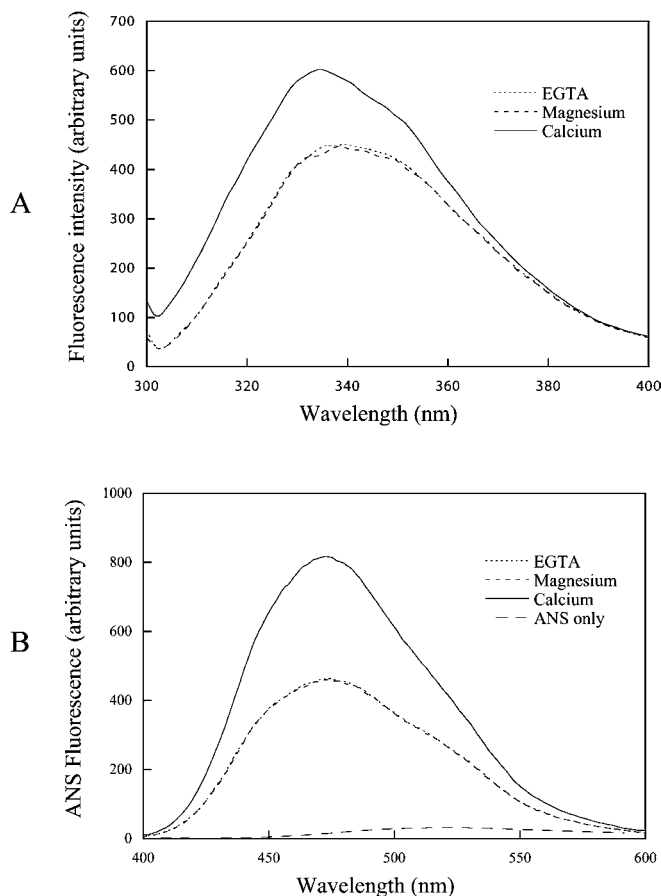 A
Fluorescence intensity (arbitrary units)
700
600
500
400
300
200
100
0
EGTA
Magnesium
Calcium
300 320 340 360 380 400
Wavelength (nm)
B
ANS Fluorescence (arbitrary units)
1000
800
600
400
200
0
EGTA
Magnesium
Calcium
ANS only
400 450 500 550 600
Wavelength (nm)